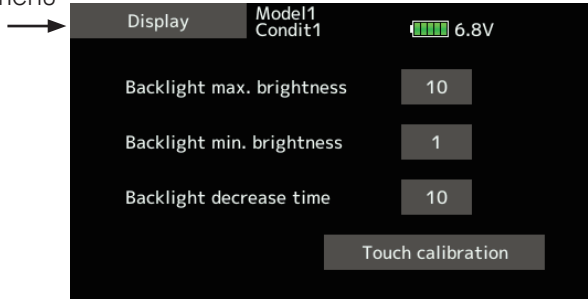 Display
Model1
Condit1
6.8V
Backlight max. brightness 10
Backlight min. brightness 1
Backlight decrease time 10
Touch calibration